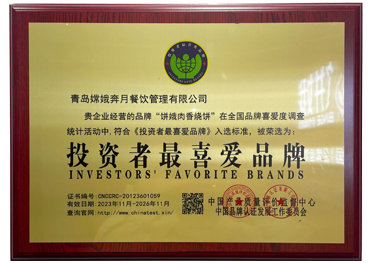 青岛嫦娥奔月餐饮管理有限公司
贵企业经营的品牌“饼娥肉香烧饼”在全国品牌喜爱度调查
统计活动中,符合《投资者最喜爱品牌》入选标准,被荣选为:
投资者最喜爱品牌
INVESTORS' FAVORITE BRANDS
证书编号:CNCCRC-20123601059
有效日期:2023年11月-2026年11月
查询官网:http://www.chinatest.xin/
中国产品质量评价监督中心
中国品牌认证发展工作委员会